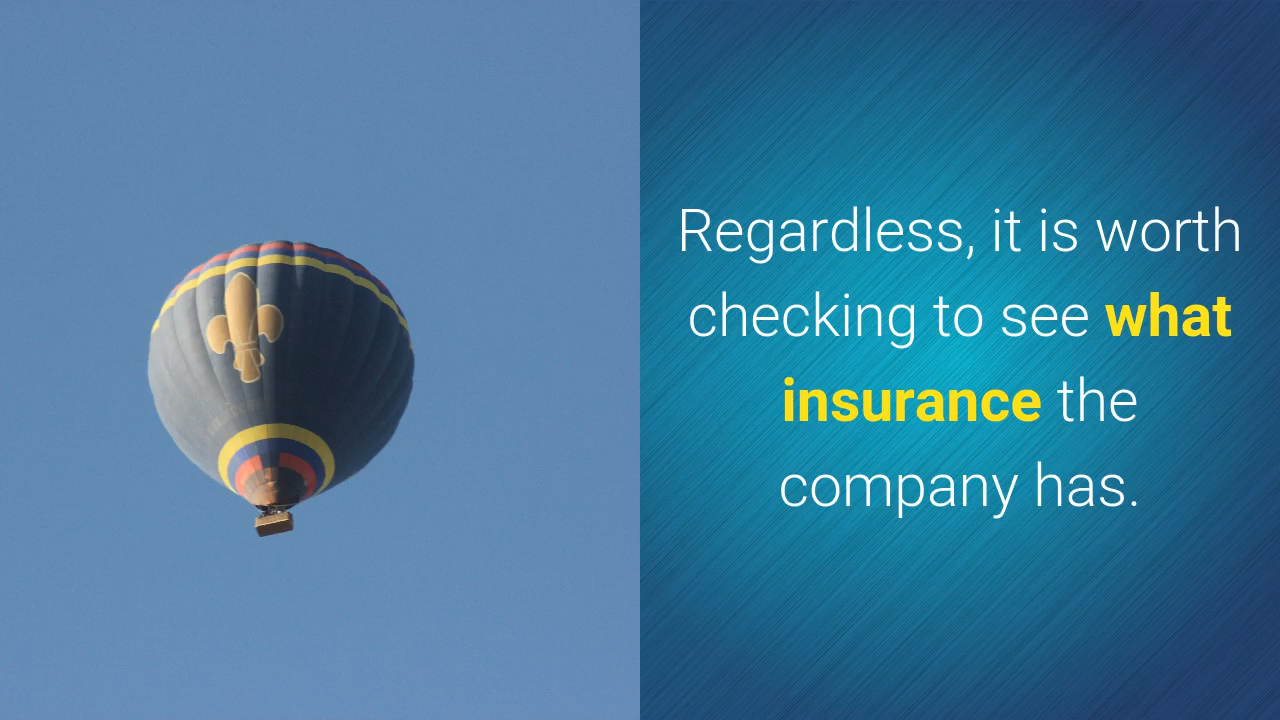 Regardless, it is worth
checking to see what
insurance the
company has.